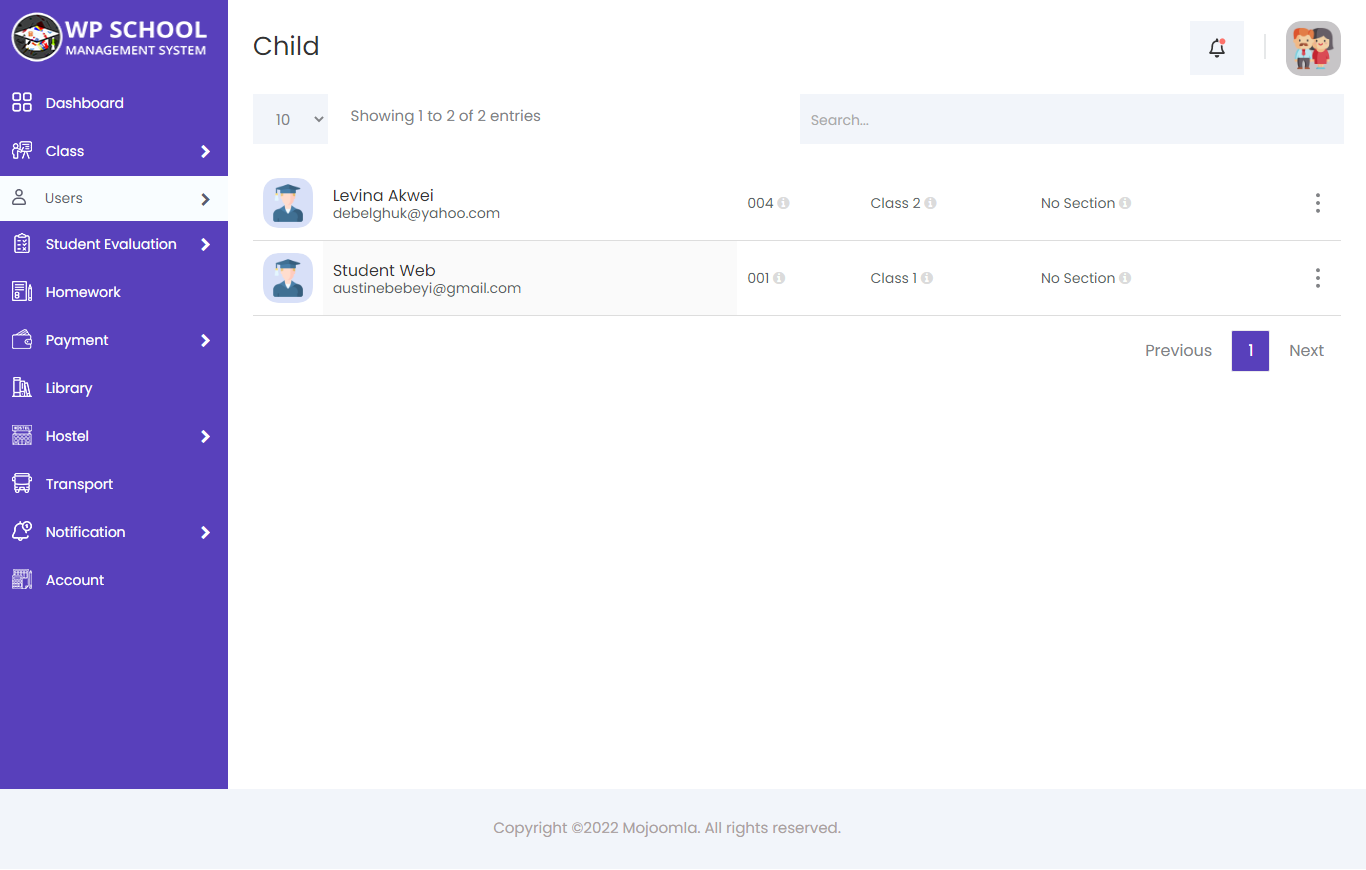 WP SCHOOL
MANAGEMENT SYSTEM
Dashboard
Class
Users
Student Evaluation
Homework
Payment
Library
Hostel
Transport
Notification
Account
Child
10
Showing 1 to 2 of 2 entries
Search...
Levina Akwei
debelghuk@yahoo.com
004
Class 2
No Section
Student Web
austinebebeyi@gmail.com
001
Class 1
No Section
Previous 1 Next
Copyright ©2022 Mojoomla. All rights reserved.